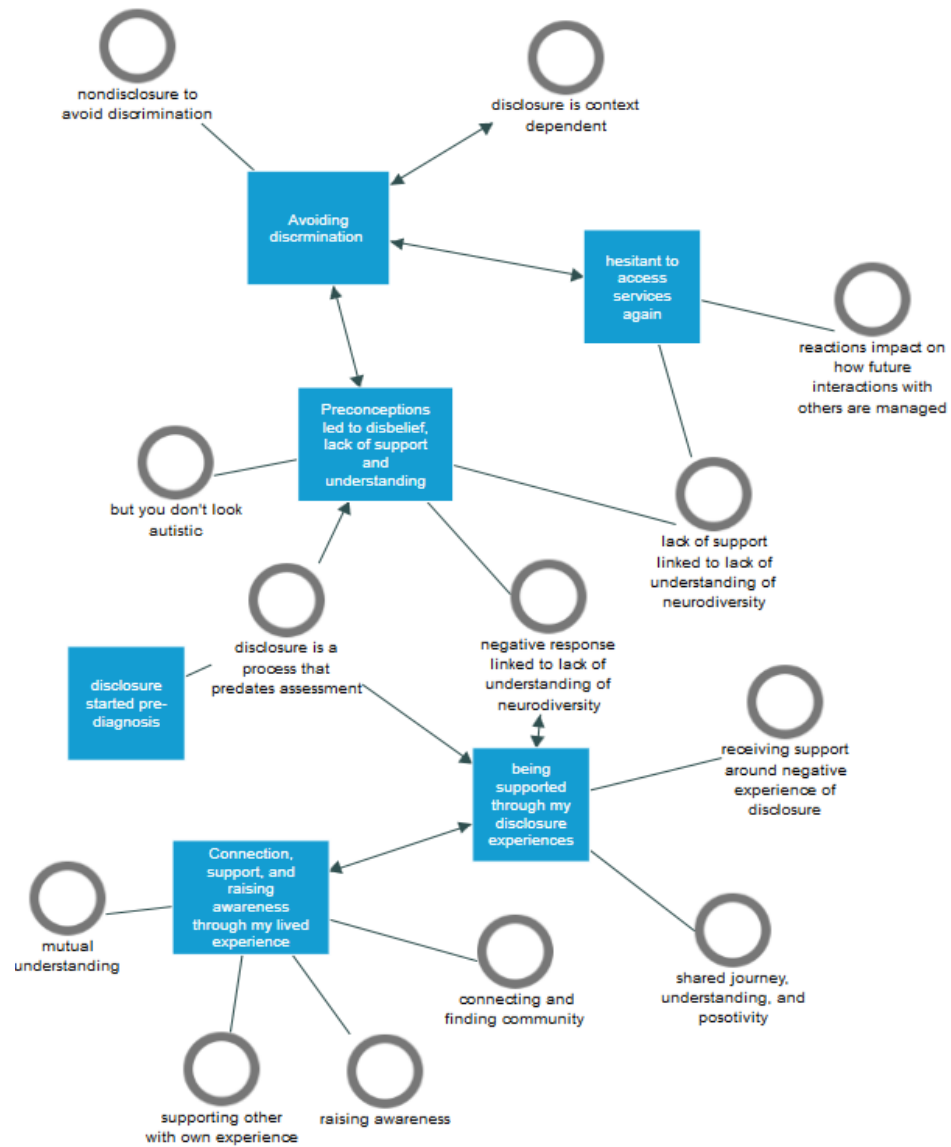 nondisclosure to
avoid discrimination
disclosure is context
dependent
Avoiding
discrmination
hesitant to
access
services
again
reactions impact on
how future
interactions with
others are managed
Preconceptions
led to disbelief,
lack of support
and
understanding
but you don't look
autistic
lack of support
linked to lack of
understanding of
neurodiversity
disclosure is a
process that
predates assessment
negative response
linked to lack of
understanding of
neurodiversity
disclosure
started pre-
diagnosis
receiving support
around negative
experience of
disclosure
being
supported
through my
disclosure
experiences
Connection,
support, and
raising
awareness
through my lived
experience
mutual
understanding
connecting and
finding community
shared journey,
understanding, and
posotivity
supporting other
with own experience
raising awareness